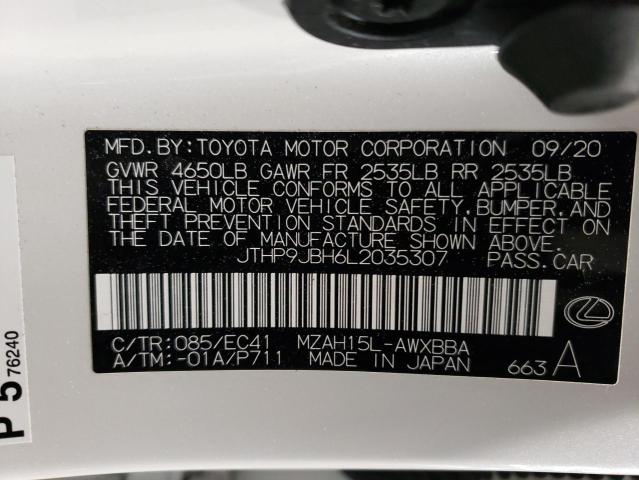 MFD.BY:TOYOTA MOTOR CORPORATION 09/20
GVWR 4650LB GAWR FR 2535LB RR 2535LB
THIS VEHICLE CONFORMS TO ALL APPLICABLE
FEDERAL MOTOR VEHICLE SAFETY,BUMPER,AND
THEFT PREVENTION STANDARDS IN EFFECT ON
THE DATE OF MANUFACTURE SHOWN ABOVE.
JTHP9JBH6L2035307 PASS.CAR
C/TR:085/EC41 MZAH15L-AWXBBA
A/TM:-01A/P711 MADE IN JAPAN 663 A
P 5 76240